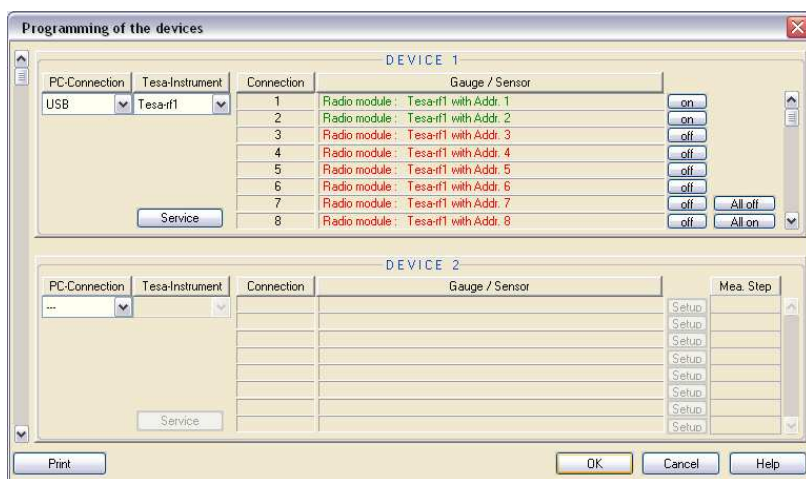 Programming of the devices
DEVICE 1
PC-Connection Tesa-Instrument Connection Gauge / Sensor
USB Tesa-rf1 1 Radio module : Tesa-rf1 with Addr. 1 on
2 Radio module : Tesa-rf1 with Addr. 2 on
3 Radio module : Tesa-rf1 with Addr. 3 off
4 Radio module : Tesa-rf1 with Addr. 4 off
5 Radio module : Tesa-rf1 with Addr. 5 off
6 Radio module : Tesa-rf1 with Addr. 6 off
7 Radio module : Tesa-rf1 with Addr. 7 off All off
Service 8 Radio module : Tesa-rf1 with Addr. 8 off All on
DEVICE 2
PC-Connection Tesa-Instrument Connection Gauge / Sensor Mea. Step
--- Setup
Setup
Setup
Setup
Setup
Setup
Setup
Service Setup
Print OK Cancel Help